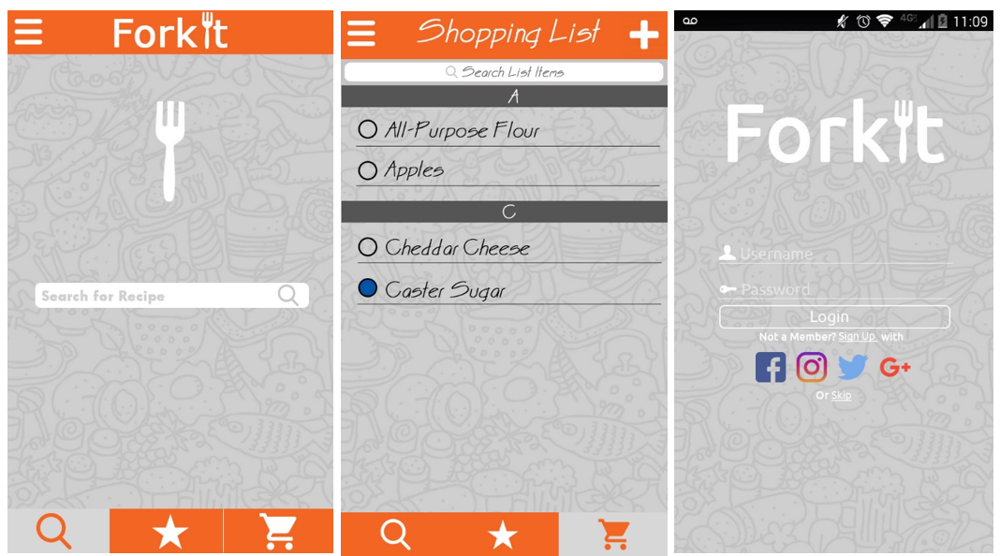 Forkit
Search for Recipe
Shopping List
Search List Items
A
All-Purpose Flour
Apples
C
Cheddar Cheese
Caster Sugar
4G 11:09
Forkit
Username
Password
Login
Not a Member? Sign Up with
G+
Or Skip